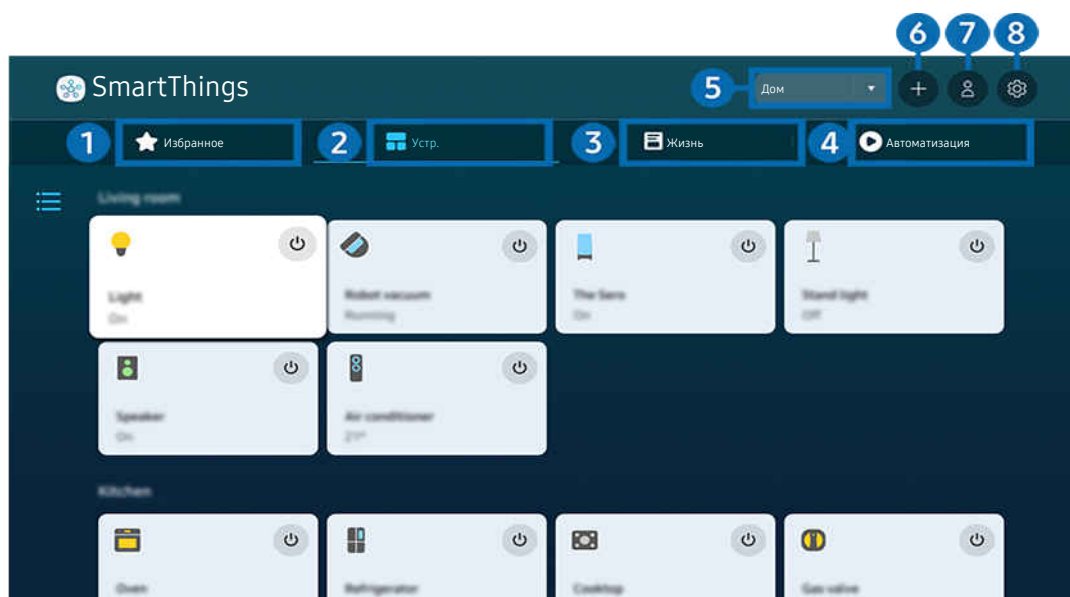 6 7 8
SmartThings
5 Дом
1 Избранное 2 Устр. 3 Жизнь 4 Автоматизация
Living room
Light
On
Robot vacuum
Running
The Sero
On
Stand light
Off
Speaker
On
Air conditioner
Kitchen
Oven
Refrigerator
Cooktop
Gas valve